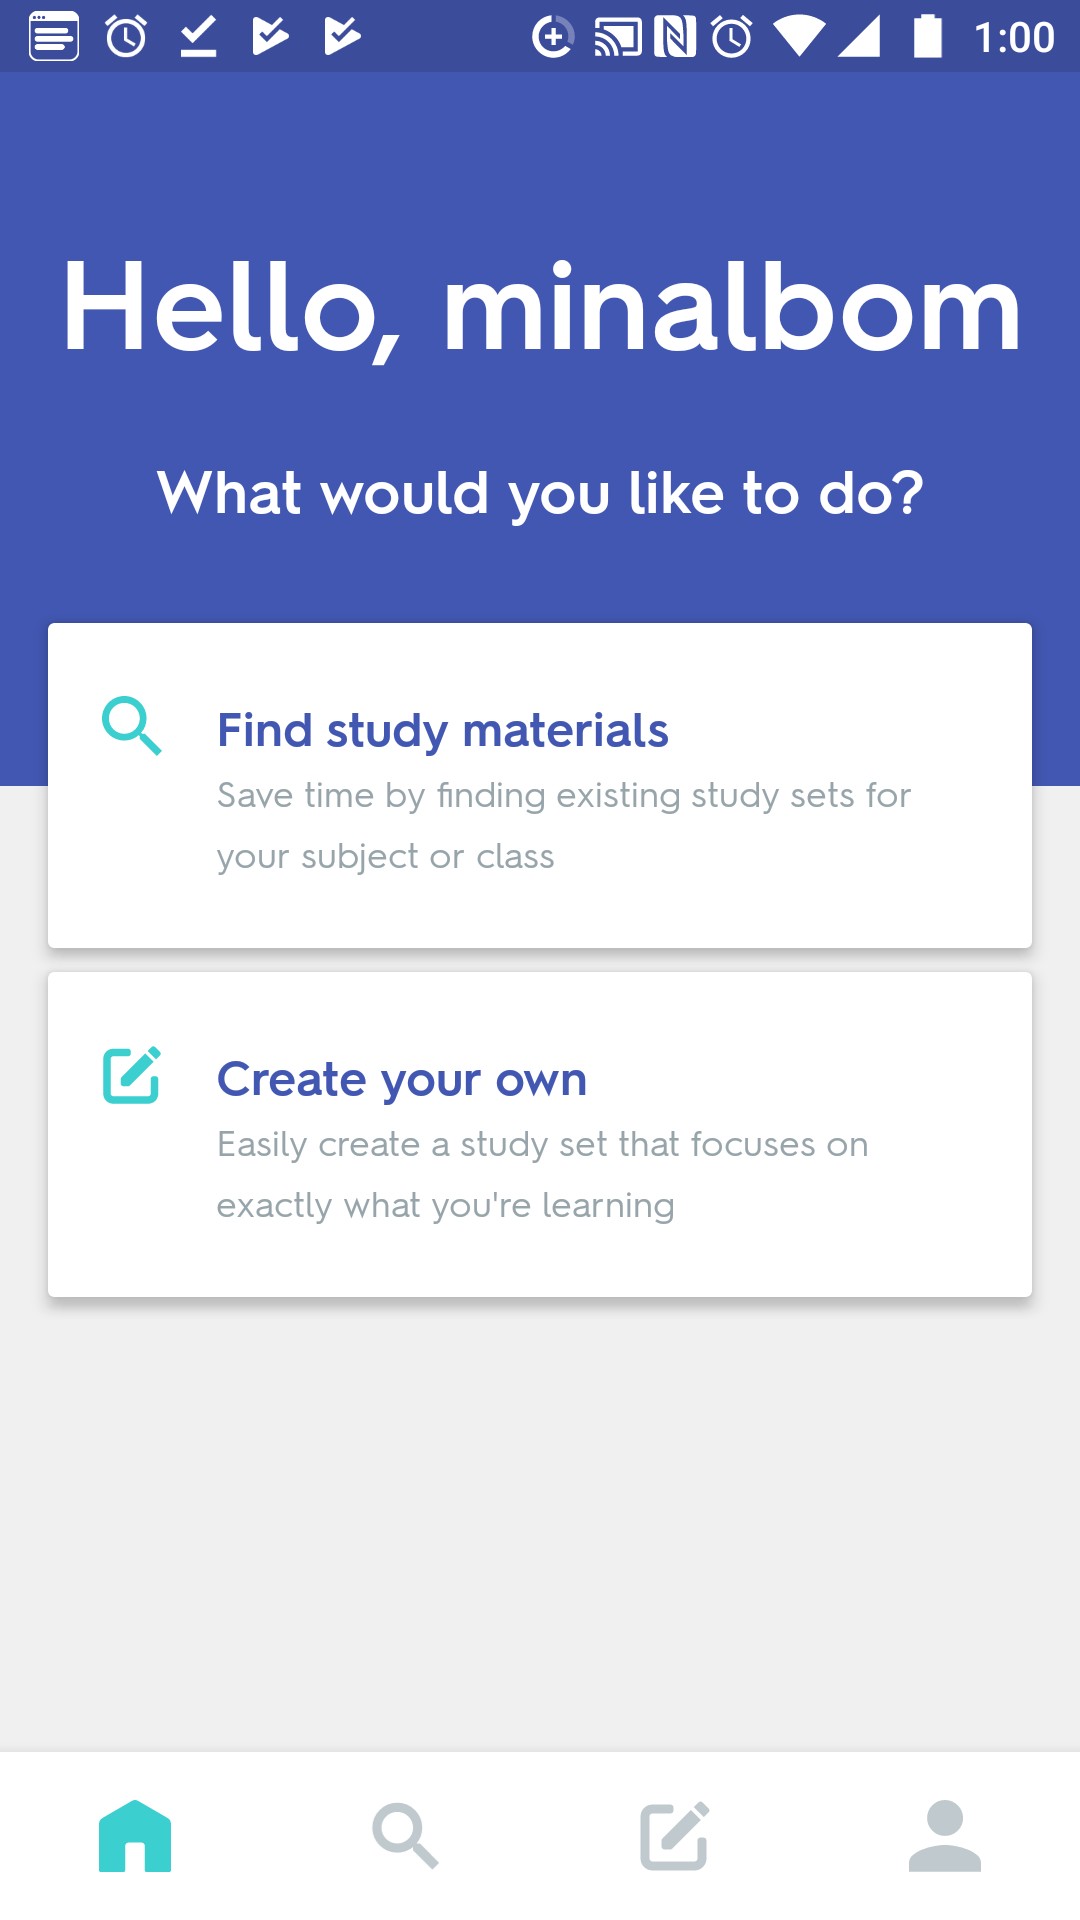 1:00
Hello, minalbom
What would you like to do?
Find study materials
Save time by finding existing study sets for
your subject or class
Create your own
Easily create a study set that focuses on
exactly what you're learning